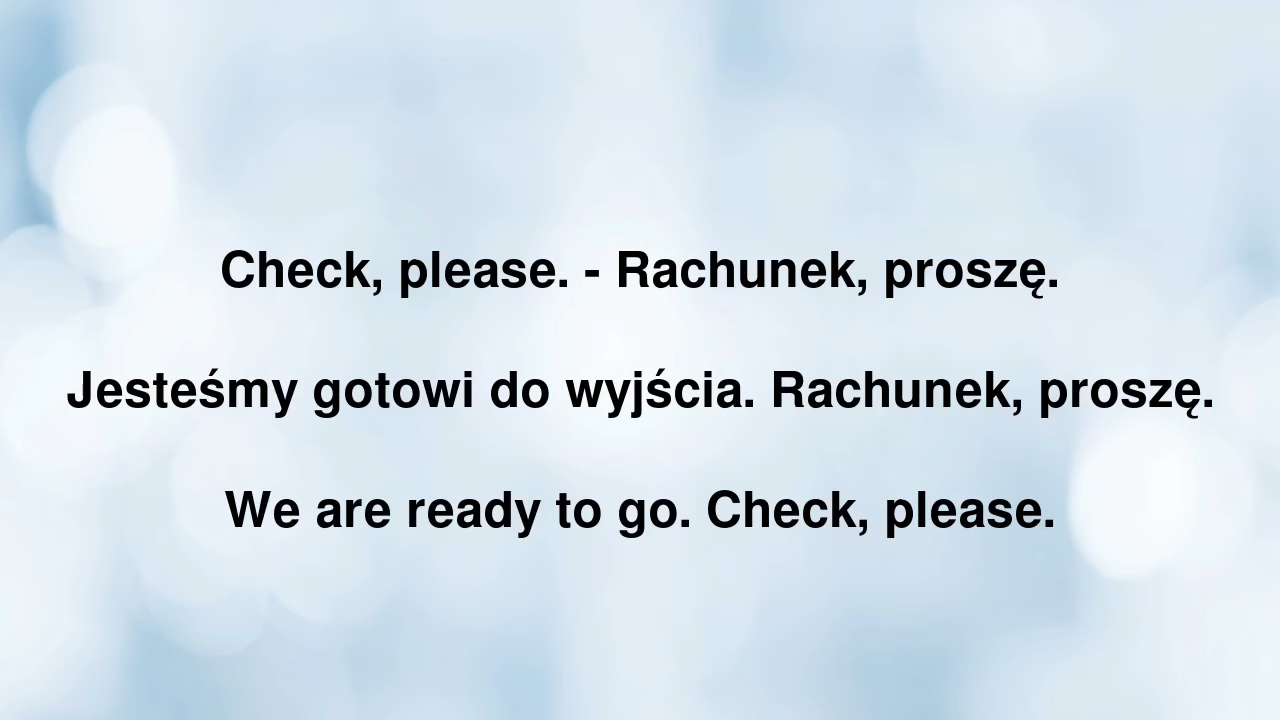 Check, please. - Rachunek, proszę.
Jesteśmy gotowi do wyjścia. Rachunek, proszę.
We are ready to go. Check, please.